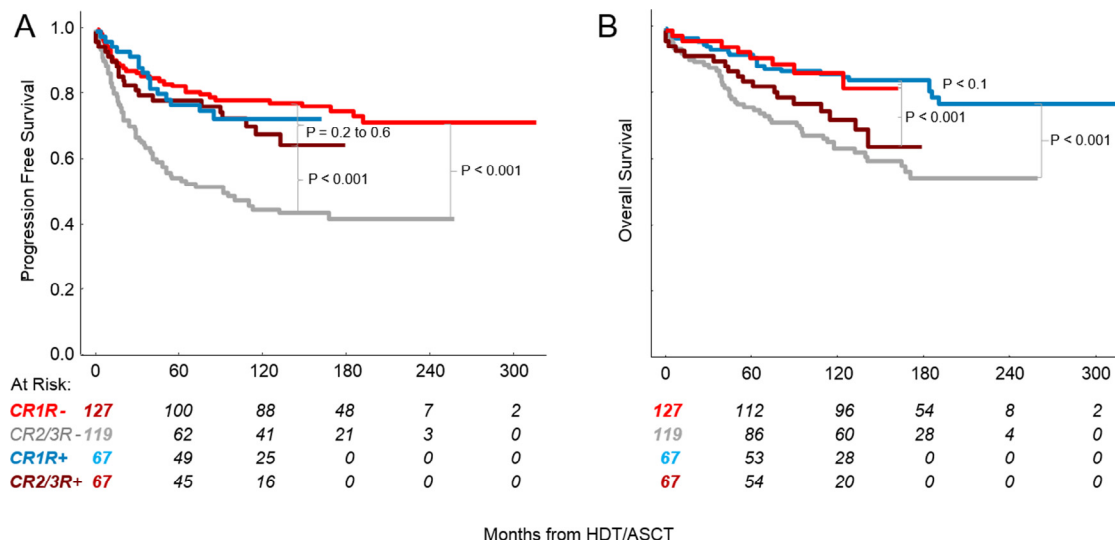 A
B
Progression Free Survival
1.0
0.8
0.6
0.4
0.2
0.0
P = 0.2 to 0.6
P < 0.001
P < 0.001
Overall Survival
P < 0.1
P < 0.001
P < 0.001
0 60 120 180 240 300
0 60 120 180 240 300
At Risk:
CR1R - 127 100 88 48 7 2 127 112 96 54 8 2
CR2/3R - 119 62 41 21 3 0 119 86 60 28 4 0
CR1R+ 67 49 25 0 0 0 67 53 28 0 0 0
CR2/3R+ 67 45 16 0 0 0 67 54 20 0 0 0
Months from HDT/ASCT